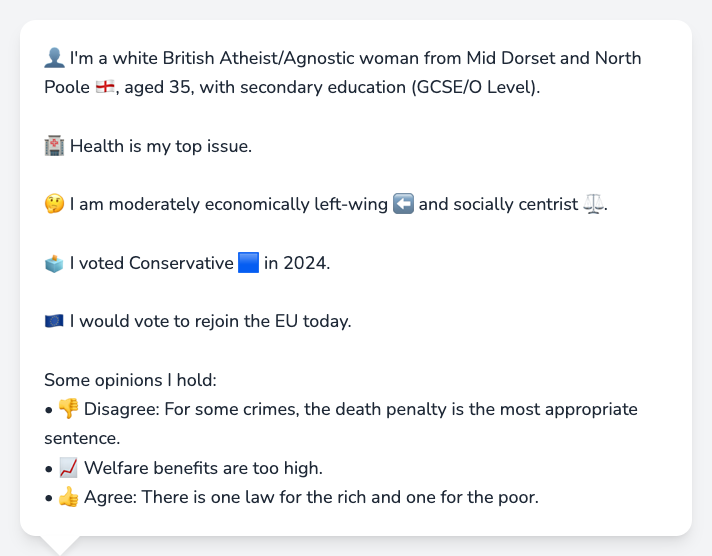 👤 I'm a white British Atheist/Agnostic woman from Mid Dorset and North
Poole 🏴󠁧󠁢󠁥󠁮󠁧󠁿, aged 35, with secondary education (GCSE/O Level).
🏥 Health is my top issue.
🤔 I am moderately economically left-wing ⬅️ and socially centrist ⚖️.
🗳️ I voted Conservative 🟦 in 2024.
🇪🇺 I would vote to rejoin the EU today.
Some opinions I hold:
• 👎 Disagree: For some crimes, the death penalty is the most appropriate
sentence.
• 📈 Welfare benefits are too high.
• 👍 Agree: There is one law for the rich and one for the poor.